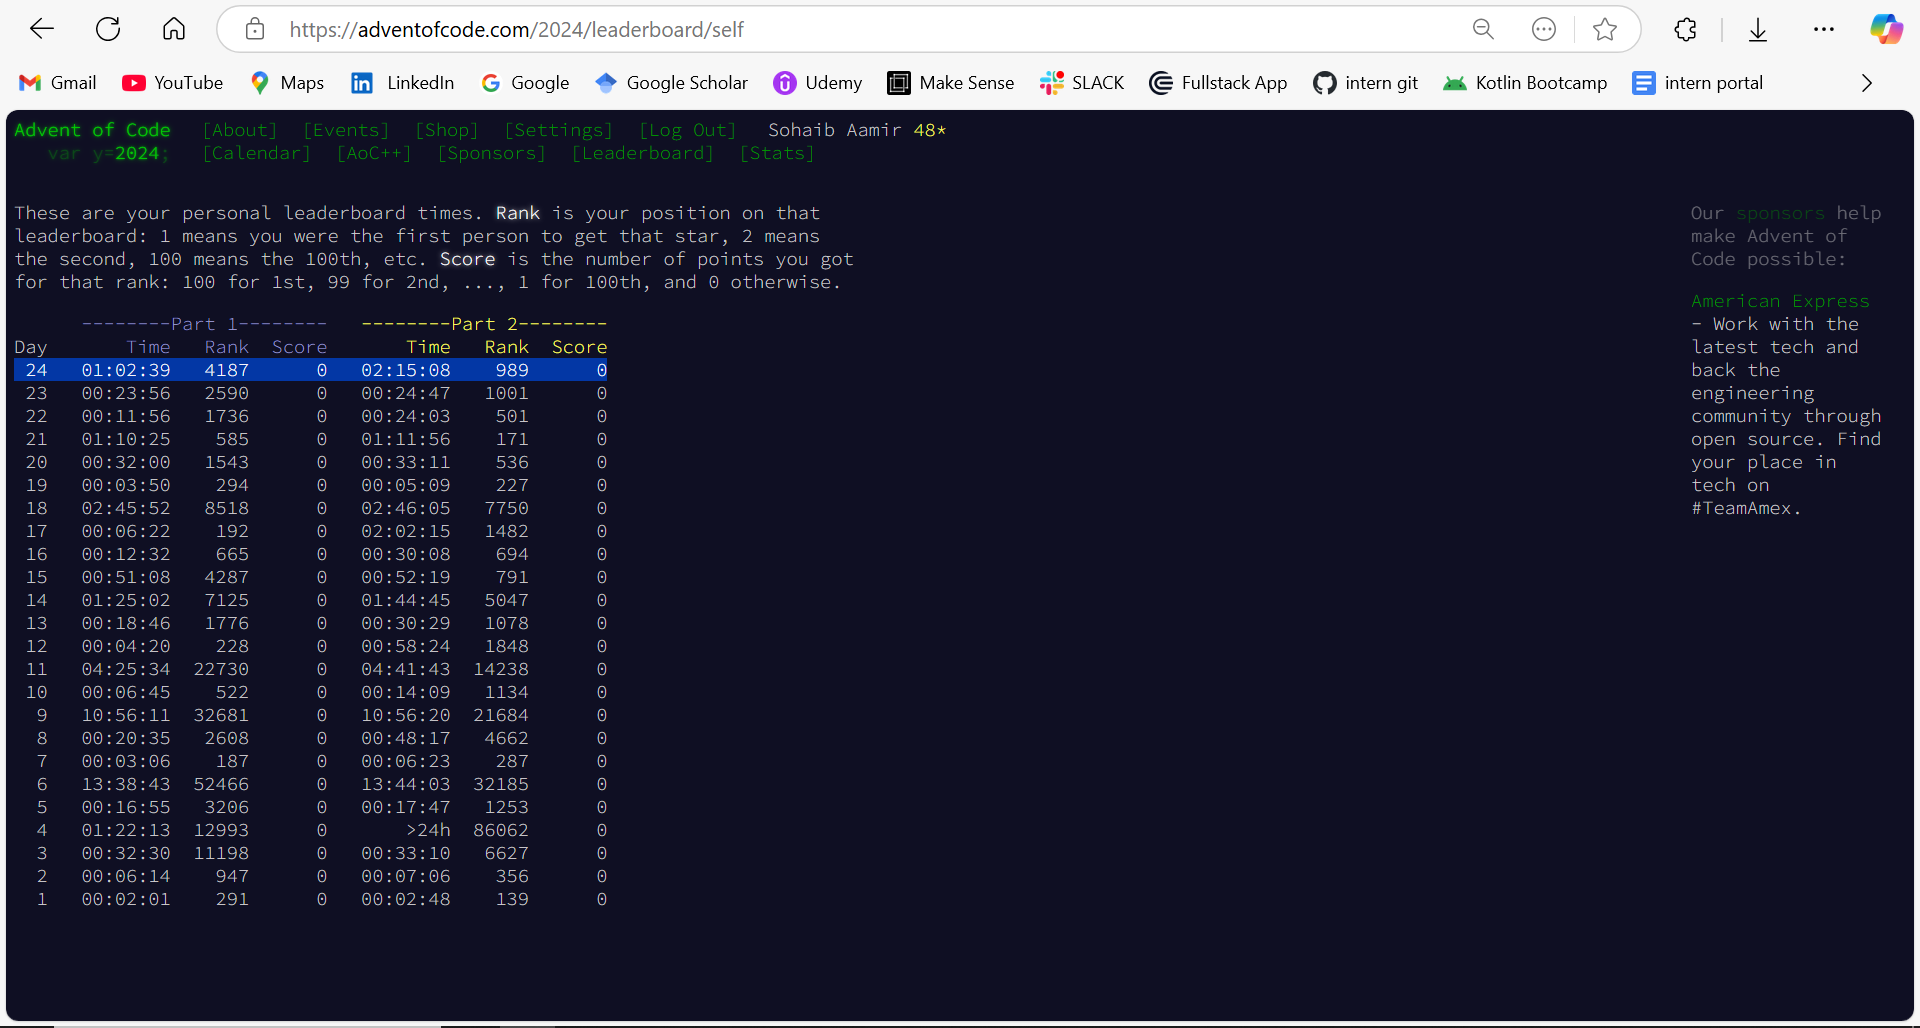 https://adventofcode.com/2024/leaderboard/self
Gmail YouTube Maps LinkedIn Google Google Scholar Udemy Make Sense SLACK Fullstack App intern git Kotlin Bootcamp intern portal
Advent of Code [About] [Events] [Shop] [Settings] [Log Out] Sohaib Aamir 48*
var y=2024; [Calendar] [AoC++] [Sponsors] [Leaderboard] [Stats]
These are your personal leaderboard times. Rank is your position on that
leaderboard: 1 means you were the first person to get that star, 2 means
the second, 100 means the 100th, etc. Score is the number of points you got
for that rank: 100 for 1st, 99 for 2nd, ..., 1 for 100th, and 0 otherwise.
--------Part 1-------- --------Part 2--------
Day Time Rank Score Time Rank Score
24 01:02:39 4187 0 02:15:08 989 0
23 00:23:56 2590 0 00:24:47 1001 0
22 00:11:56 1736 0 00:24:03 501 0
21 01:10:25 585 0 01:11:56 171 0
20 00:32:00 1543 0 00:33:11 536 0
19 00:03:50 294 0 00:05:09 227 0
18 02:45:52 8518 0 02:46:05 7750 0
17 00:06:22 192 0 02:02:15 1482 0
16 00:12:32 665 0 00:30:08 694 0
15 00:51:08 4287 0 00:52:19 791 0
14 01:25:02 7125 0 01:44:45 5047 0
13 00:18:46 1776 0 00:30:29 1078 0
12 00:04:20 228 0 00:58:24 1848 0
11 04:25:34 22730 0 04:41:43 14238 0
10 00:06:45 522 0 00:14:09 1134 0
9 10:56:11 32681 0 10:56:20 21684 0
8 00:20:35 2608 0 00:48:17 4662 0
7 00:03:06 187 0 00:06:23 287 0
6 13:38:43 52466 0 13:44:03 32185 0
5 00:16:55 3206 0 00:17:47 1253 0
4 01:22:13 12993 0 >24h 86062 0
3 00:32:30 11198 0 00:33:10 6627 0
2 00:06:14 947 0 00:07:06 356 0
1 00:02:01 291 0 00:02:48 139 0
Our sponsors help
make Advent of
Code possible:
American Express
- Work with the
latest tech and
back the
engineering
community through
open source. Find
your place in
tech on
#TeamAmex.